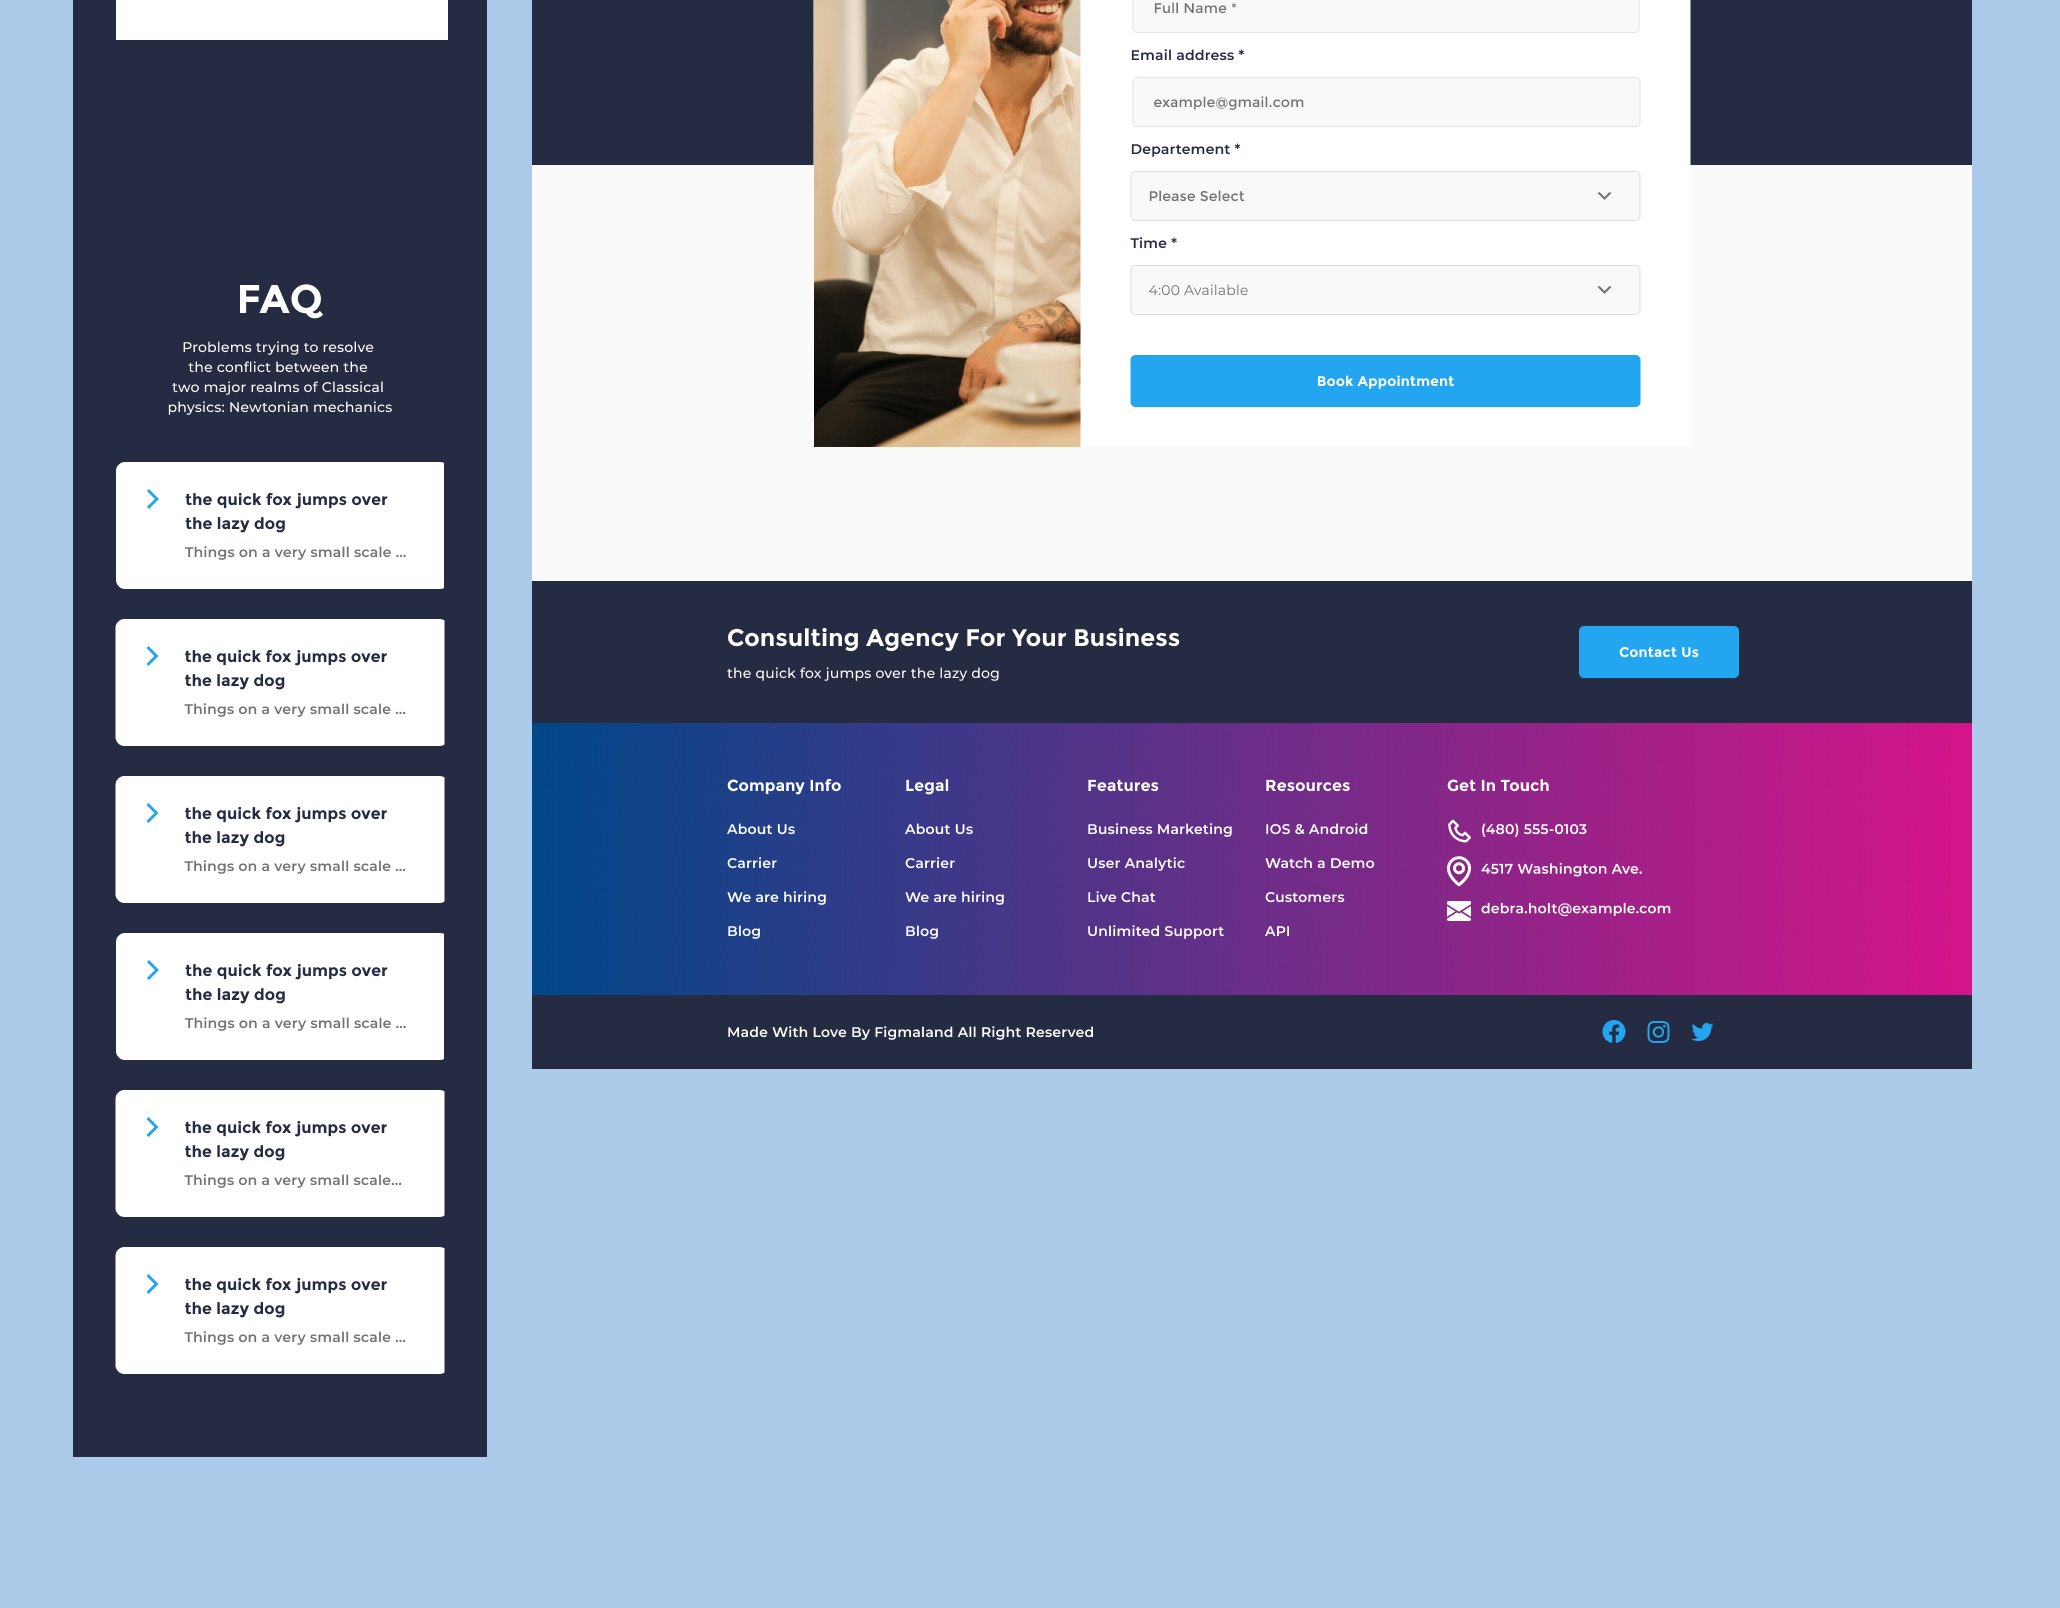 FAQ
Problems trying to resolve
the conflict between the
two major realms of Classical
physics: Newtonian mechanics
the quick fox jumps over
the lazy dog
Things on a very small scale ...
the quick fox jumps over
the lazy dog
Things on a very small scale ...
the quick fox jumps over
the lazy dog
Things on a very small scale ...
the quick fox jumps over
the lazy dog
Things on a very small scale ...
the quick fox jumps over
the lazy dog
Things on a very small scale...
the quick fox jumps over
the lazy dog
Things on a very small scale ...
Full Name *
Email address *
example@gmail.com
Departement *
Please Select
Time *
4:00 Available
Book Appointment
Consulting Agency For Your Business
the quick fox jumps over the lazy dog
Contact Us
Company Info
About Us
Carrier
We are hiring
Blog
Legal
About Us
Carrier
We are hiring
Blog
Features
Business Marketing
User Analytic
Live Chat
Unlimited Support
Resources
IOS & Android
Watch a Demo
Customers
API
Get In Touch
(480) 555-0103
4517 Washington Ave.
debra.holt@example.com
Made With Love By Figmaland All Right Reserved